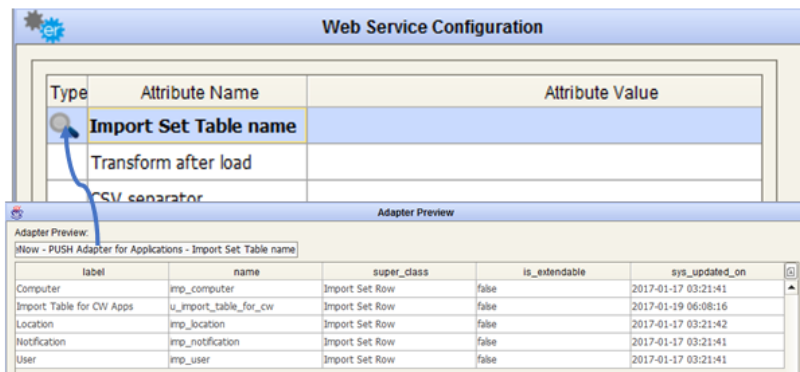 Web Service Configuration
Type Attribute Name Attribute Value
Import Set Table name
Transform after load
CSV separator
Adapter Preview
Adapter Preview:
Now - PUSH Adapter for Applications - Import Set Table name
label name super_class is_extendable sys_updated_on
Computer imp_computer Import Set Row false 2017-01-17 03:21:41
Import Table for CW Apps u_import_table_for_cw Import Set Row false 2017-01-19 06:08:16
Location imp_location Import Set Row false 2017-01-17 03:21:42
Notification imp_notification Import Set Row false 2017-01-17 03:21:41
User imp_user Import Set Row false 2017-01-17 03:21:41